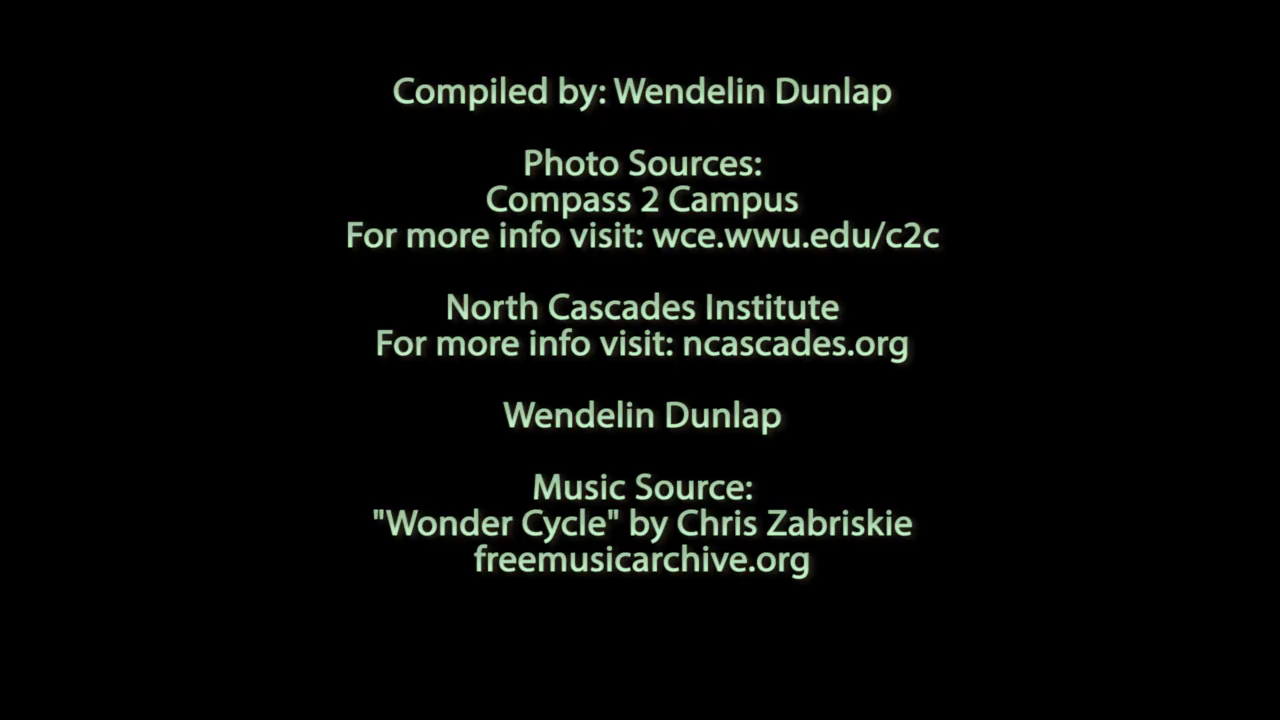 Compiled by: Wendelin Dunlap
Photo Sources:
Compass 2 Campus
For more info visit: wce.wwu.edu/c2c
North Cascades Institute
For more info visit: ncascades.org
Wendelin Dunlap
Music Source:
"Wonder Cycle" by Chris Zabriskie
freemusicarchive.org